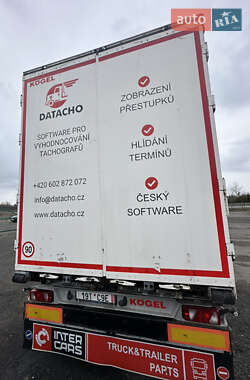 RIA
KÖGEL
DATACHO
SOFTWARE PRO
VYHODNOCOVÁNÍ
TACHOGRAFŮ
+420 602 872 072
info@datacho.cz
www.datacho.cz
ZOBRAZENÍ
PŘESTUPKŮ
HLÍDÁNÍ
TERMÍNŮ
ČESKÝ
SOFTWARE
90
KÖGEL
INTER
CARS
TRUCK&TRAILER
PARTS